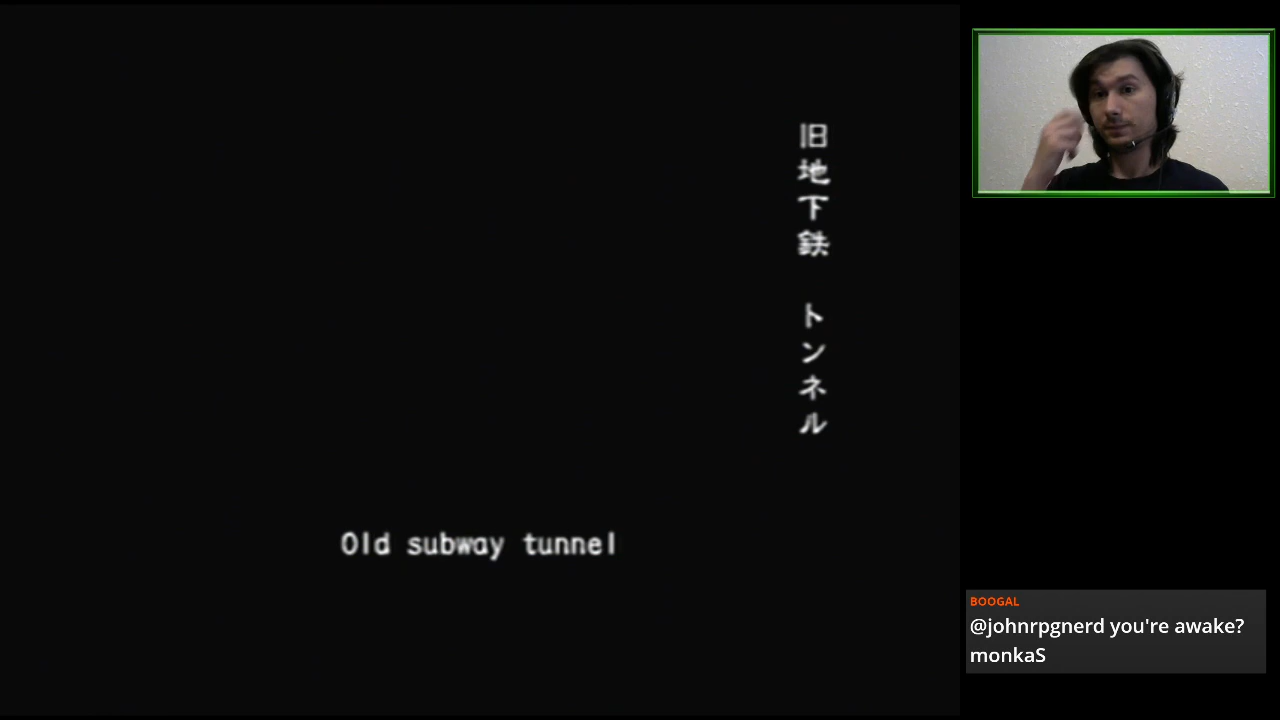 旧地下鉄　トンネル
Old subway tunnel
BOOGAL
@johnrpgnerd you're awake?
monkaS